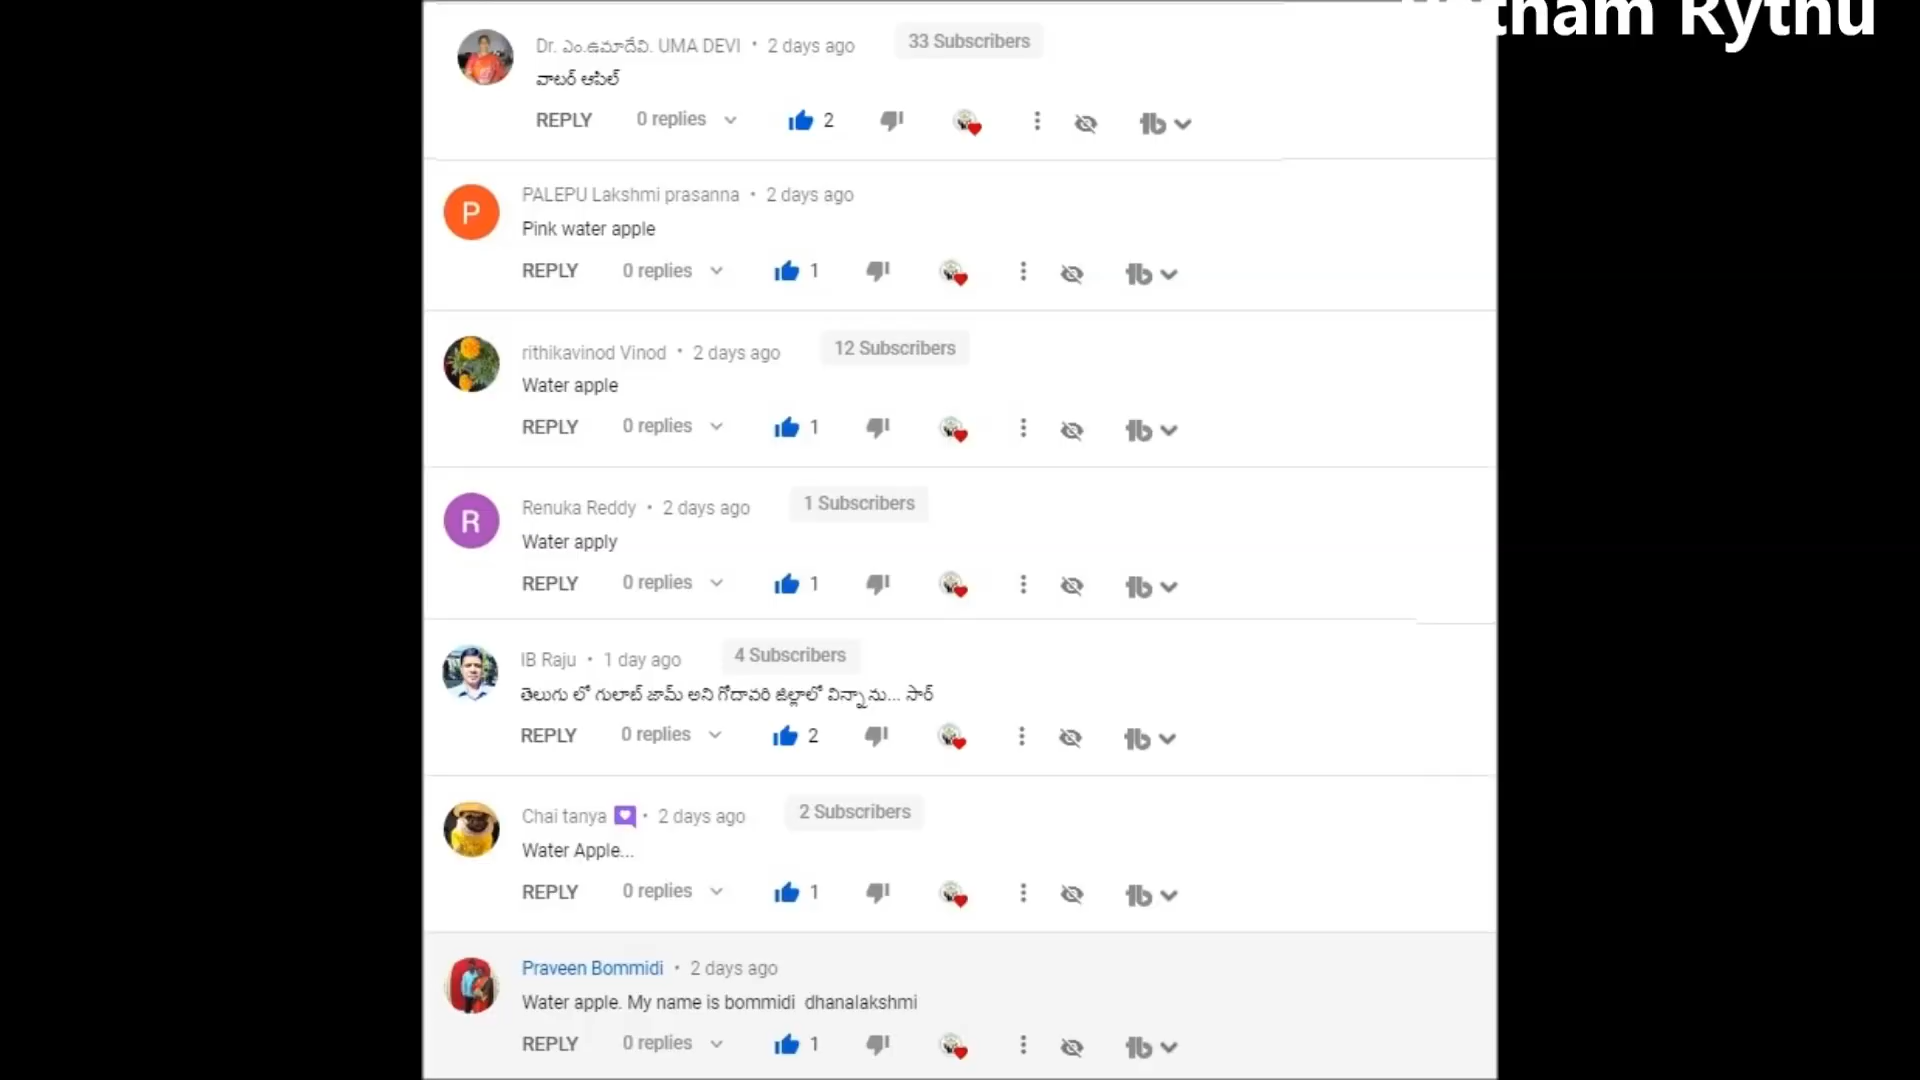 tham Rythu
Dr. ఎం.ఉమాదేవి. UMA DEVI • 2 days ago 33 Subscribers
వాటర్ ఆపిల్
REPLY 0 replies 2
P
PALEPU Lakshmi prasanna • 2 days ago
Pink water apple
REPLY 0 replies 1
rithikavinod Vinod • 2 days ago 12 Subscribers
Water apple
REPLY 0 replies 1
R
Renuka Reddy • 2 days ago 1 Subscribers
Water apply
REPLY 0 replies 1
IB Raju • 1 day ago 4 Subscribers
తెలుగు లో గులాబ్ జామ్ అని గోదావరి జిల్లాలో విన్నాను... సార్
REPLY 0 replies 2
Chai tanya • 2 days ago 2 Subscribers
Water Apple...
REPLY 0 replies 1
Praveen Bommidi • 2 days ago
Water apple. My name is bommidi dhanalakshmi
REPLY 0 replies 1